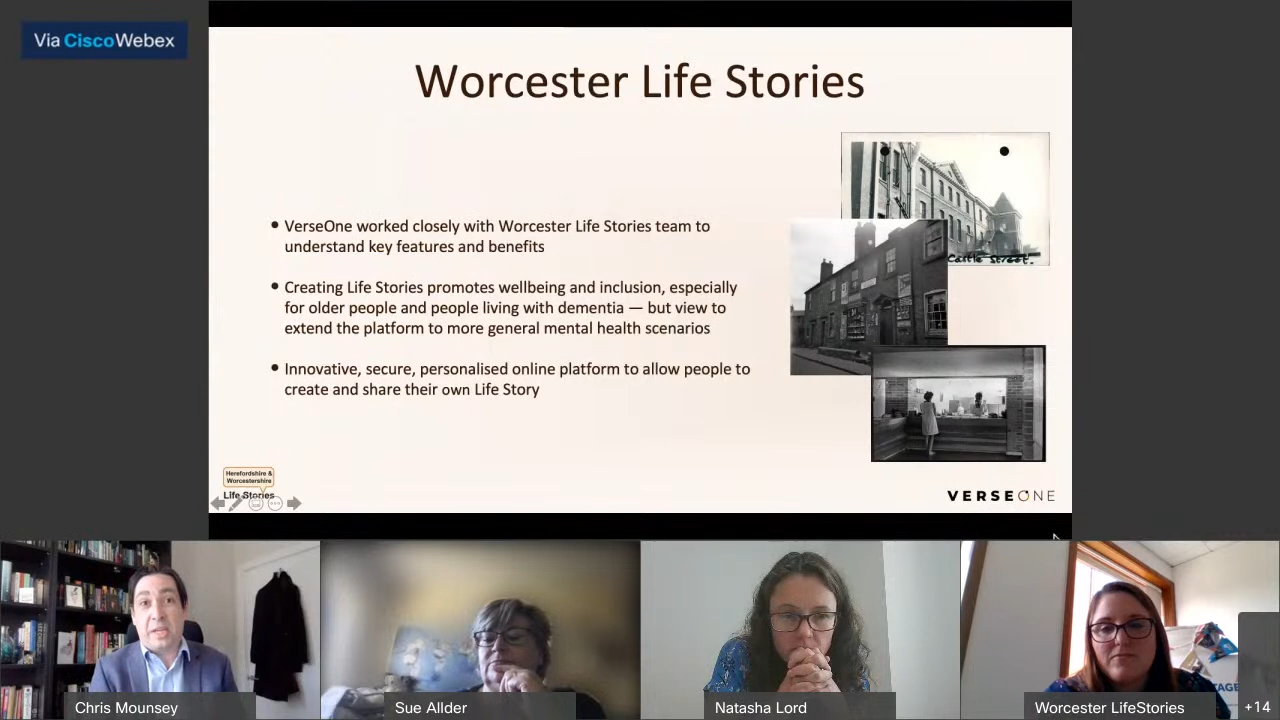 Via Cisco Webex
Worcester Life Stories
• VerseOne worked closely with Worcester Life Stories team to
understand key features and benefits
• Creating Life Stories promotes wellbeing and inclusion, especially
for older people and people living with dementia — but view to
extend the platform to more general mental health scenarios
• Innovative, secure, personalised online platform to allow people to
create and share their own Life Story
Castle Street.
Herefordshire &
Worcestershire
Life Stories
VERSEONE
Chris Mounsey
Sue Allder
Natasha Lord
Worcester LifeStories
+14